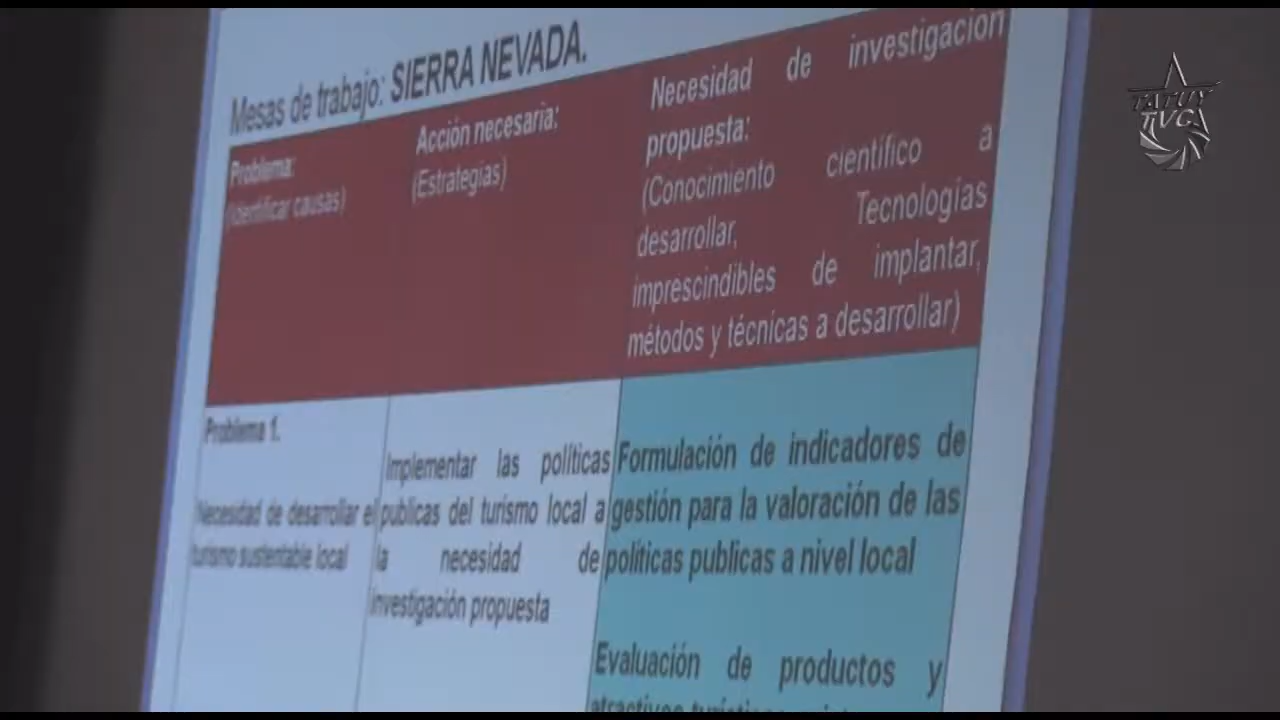 Mesas de trabajo: SIERRA NEVADA.
Problema:
(Identificar causas)
Acción necesaria:
(Estrategias)
Necesidad de investigación
propuesta:
(Conocimiento científico a
desarrollar, Tecnologías
imprescindibles de implantar,
métodos y técnicas a desarrollar)
Problema 1.
Necesidad de desarrollar el
turismo sustentable local
Implementar las políticas
publicas del turismo local a
la necesidad de
investigación propuesta
Formulación de indicadores de
gestión para la valoración de las
políticas publicas a nivel local
Evaluación de productos y
atractivos
TATUY
TVC